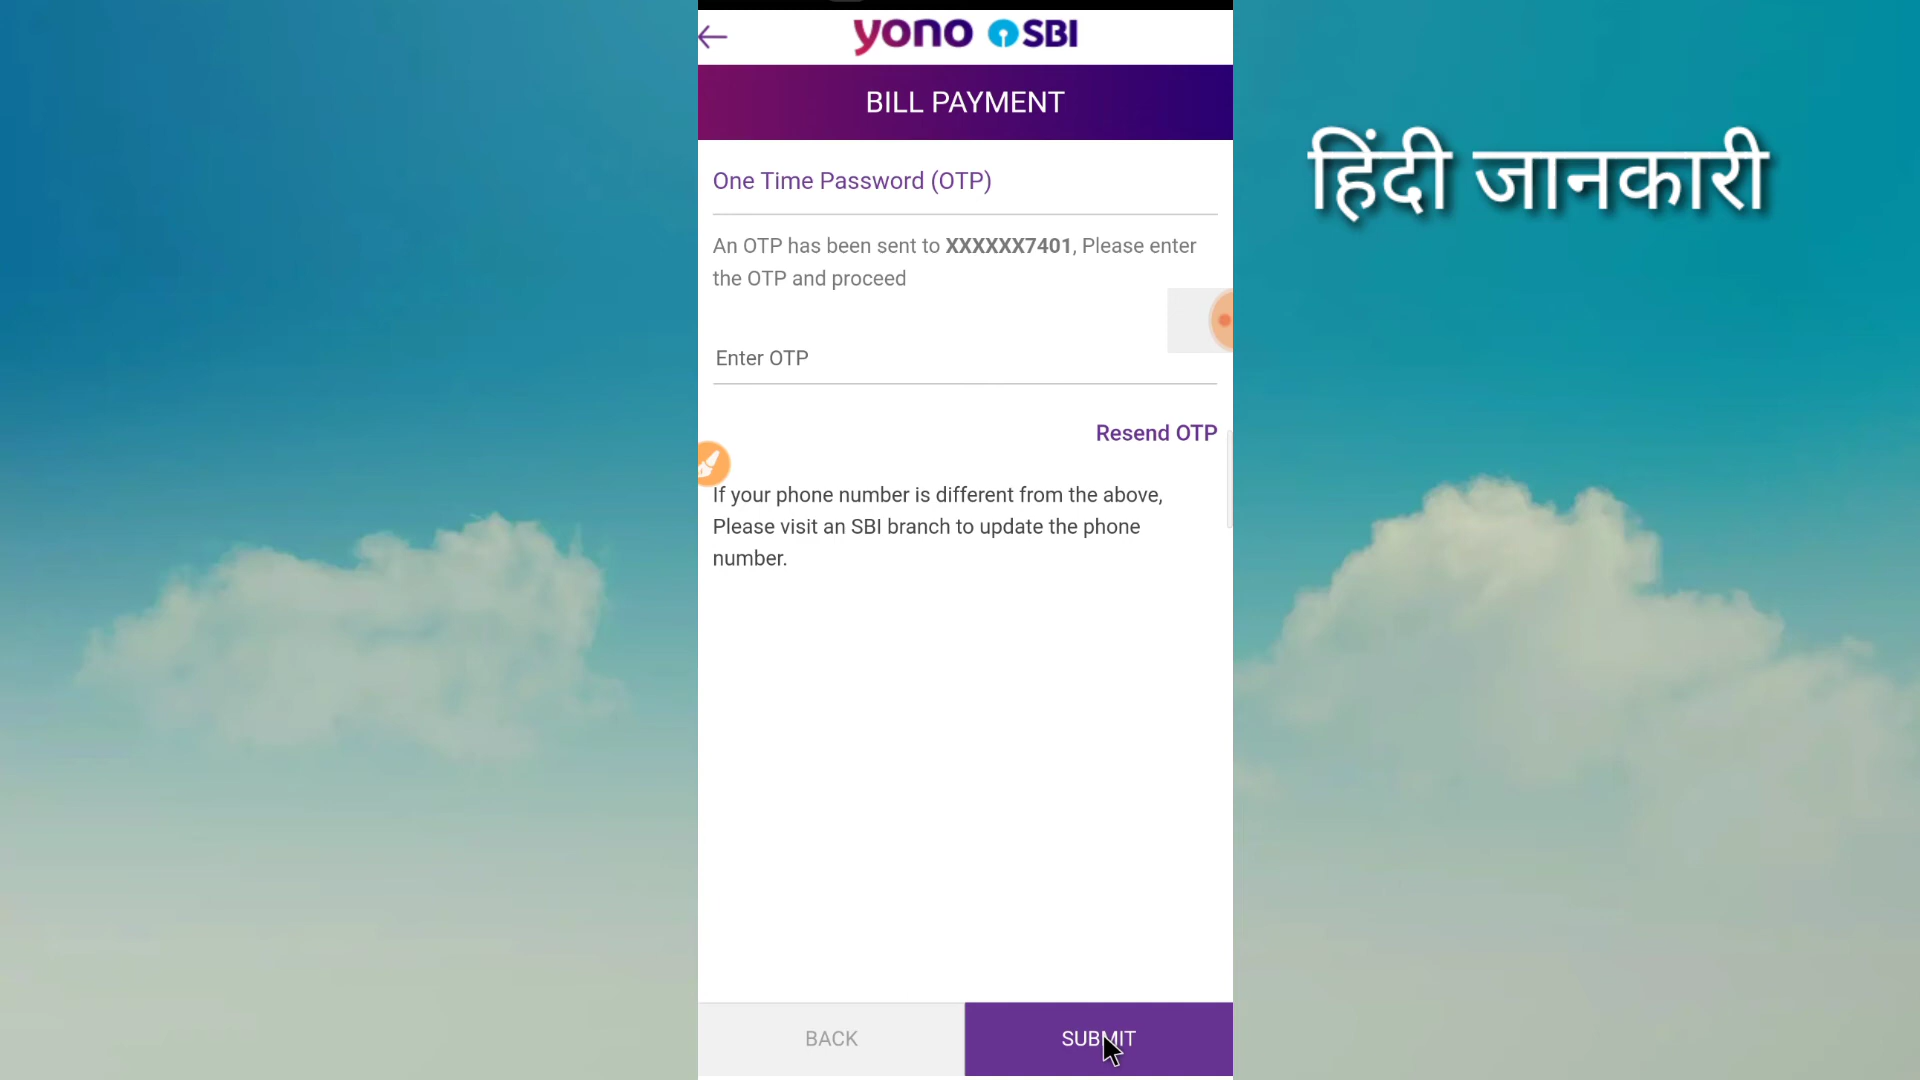 yono SBI
BILL PAYMENT
हिंदी जानकारी
One Time Password (OTP)
An OTP has been sent to XXXXXX7401, Please enter
the OTP and proceed
Enter OTP
Resend OTP
If your phone number is different from the above,
Please visit an SBI branch to update the phone
number.
BACK
SUBMIT